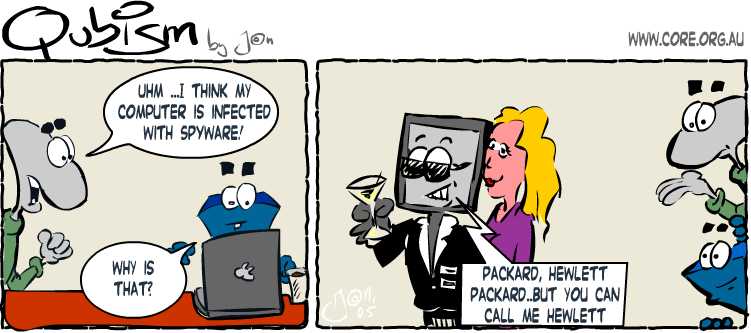 Qubism
by J@n
WWW.CORE.ORG.AU
UHM ...I THINK MY
COMPUTER IS INFECTED
WITH SPYWARE!
WHY IS
THAT?
PACKARD, HEWLETT
PACKARD..BUT YOU CAN
CALL ME HEWLETT
J@n
05